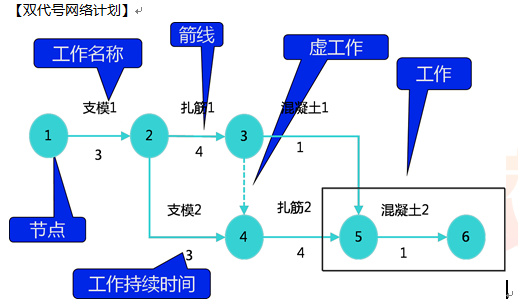 【双代号网络计划】
箭线
虚工作
工作名称
工作
支模1
扎筋1
混凝土1
1
2
3
3
4
1
支模2
扎筋2
混凝土2
节点
4
5
6
3
4
1
工作持续时间